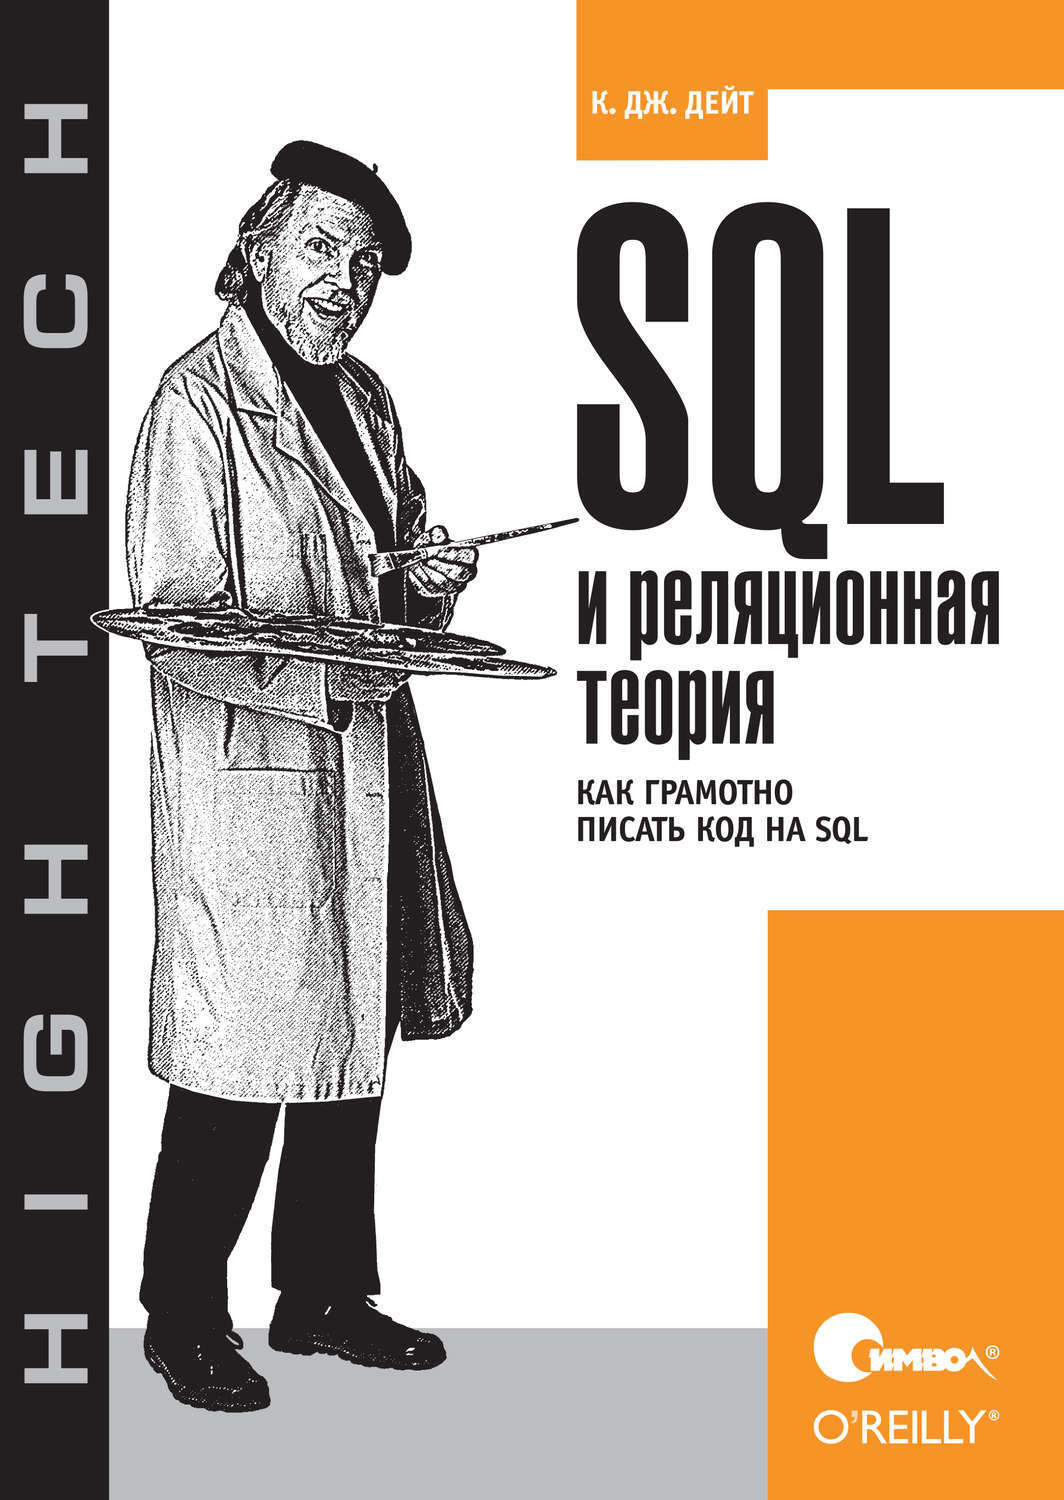 HIGH TECH
К. ДЖ. ДЕЙТ
SQL
и реляционная
теория
КАК ГРАМОТНО
ПИСАТЬ КОД НА SQL
Символ®
O'REILLY®